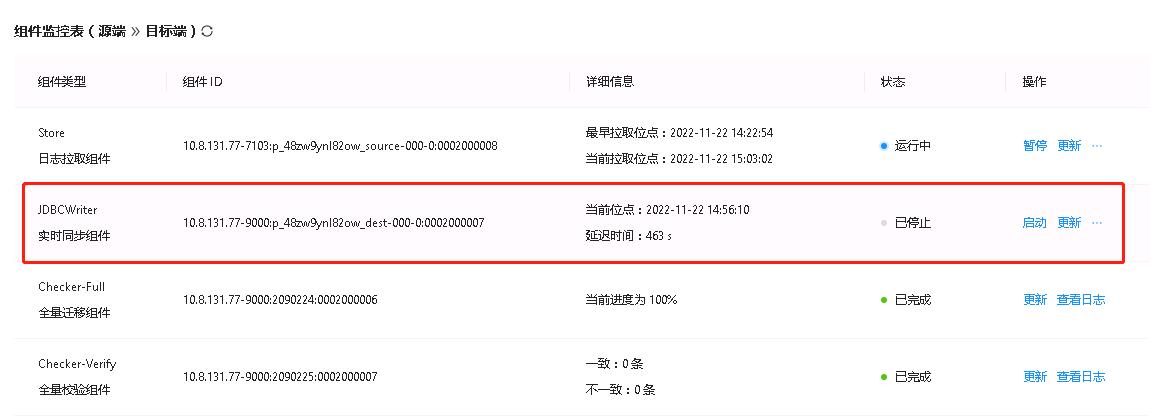 组件监控表（源端 >> 目标端）
组件类型 组件 ID 详细信息 状态 操作
Store
日志拉取组件
10.8.131.77-7103:p_48zw9ynl82ow_source-000-0:0002000008
最早拉取位点：2022-11-22 14:22:54
当前拉取位点：2022-11-22 15:03:02
运行中
暂停 更新 ...
JDBCWriter
实时同步组件
10.8.131.77-9000:p_48zw9ynl82ow_dest-000-0:0002000007
当前位点：2022-11-22 14:56:10
延迟时间：463 s
已停止
启动 更新 ...
Checker-Full
全量迁移组件
10.8.131.77-9000:2090224:0002000006
当前进度为 100%
已完成
更新 查看日志
Checker-Verify
全量校验组件
10.8.131.77-9000:2090225:0002000007
一致：0 条
不一致：0 条
已完成
更新 查看日志